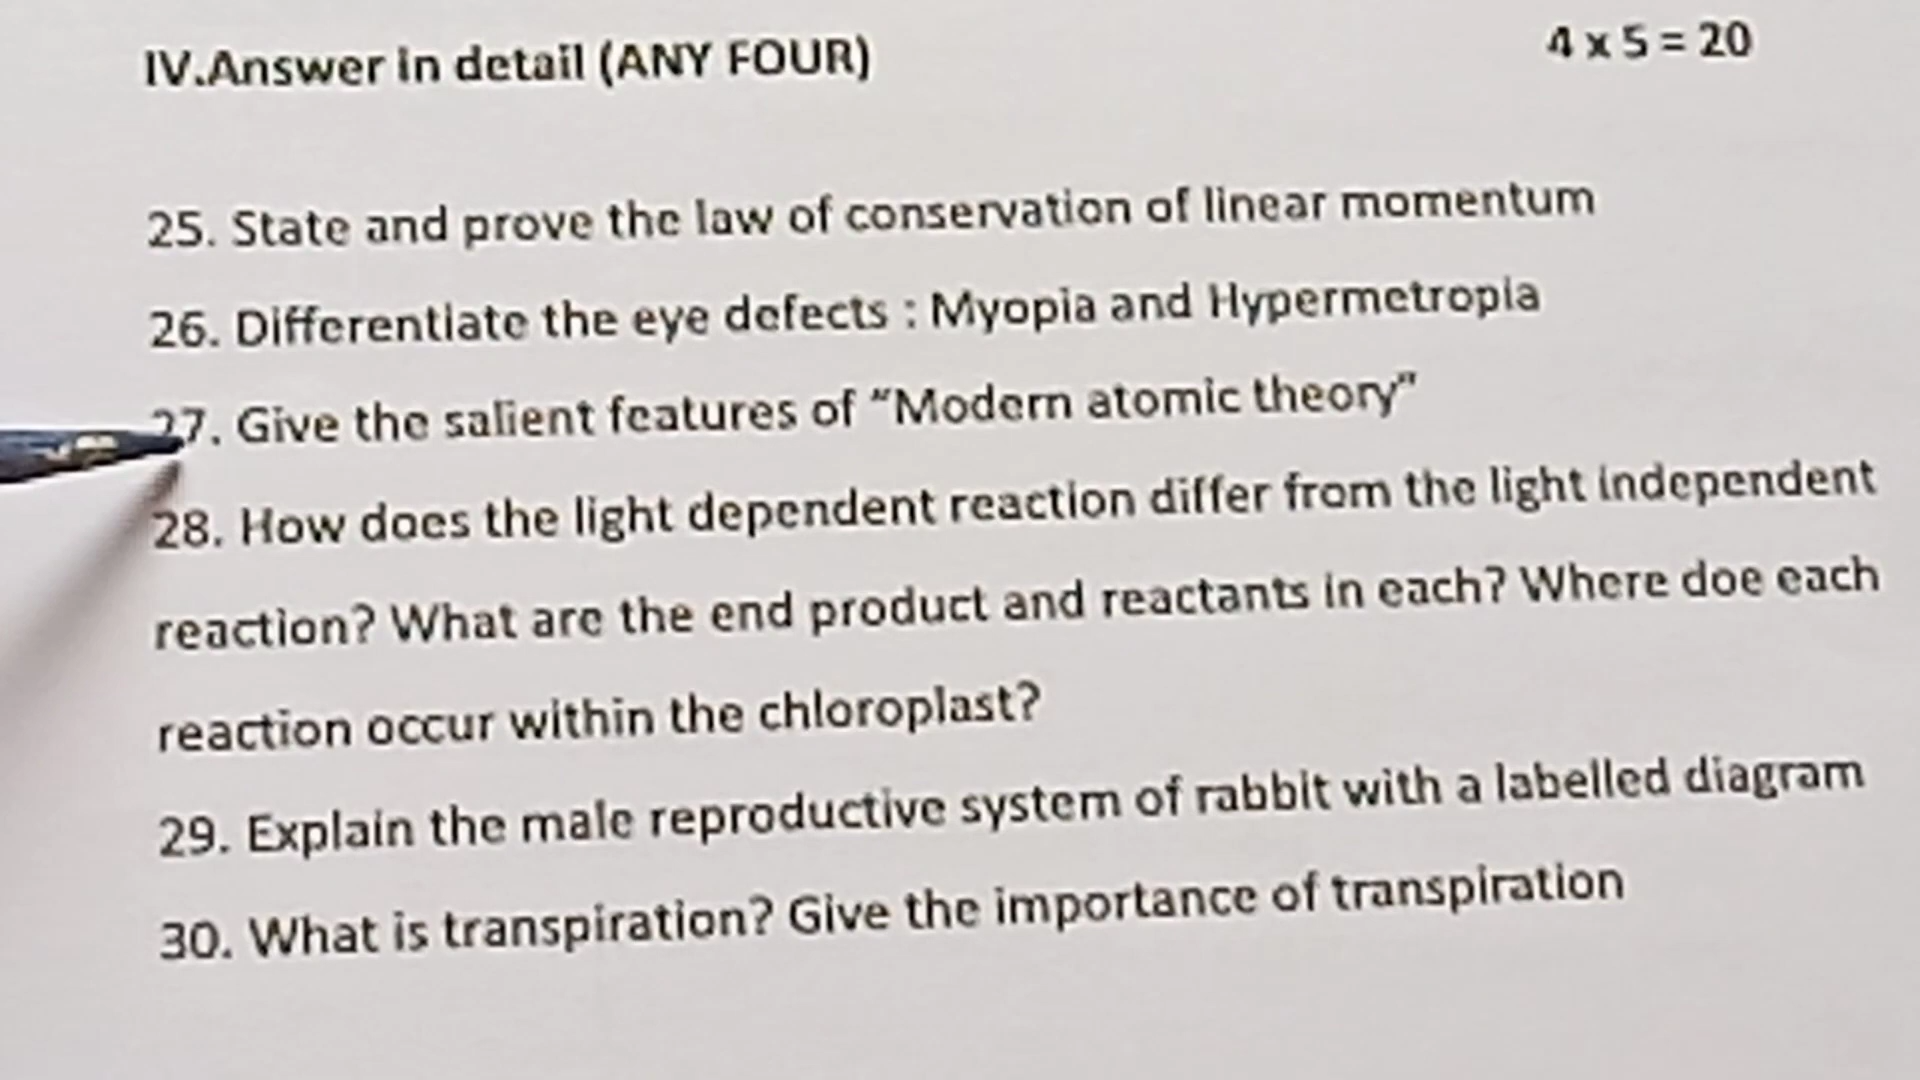 IV.Answer in detail (ANY FOUR) 4 x 5 = 20
25. State and prove the law of conservation of linear momentum
26. Differentiate the eye defects : Myopia and Hypermetropia
27. Give the salient features of “Modern atomic theory”
28. How does the light dependent reaction differ from the light independent
reaction? What are the end product and reactants in each? Where doe each
reaction occur within the chloroplast?
29. Explain the male reproductive system of rabbit with a labelled diagram
30. What is transpiration? Give the importance of transpiration